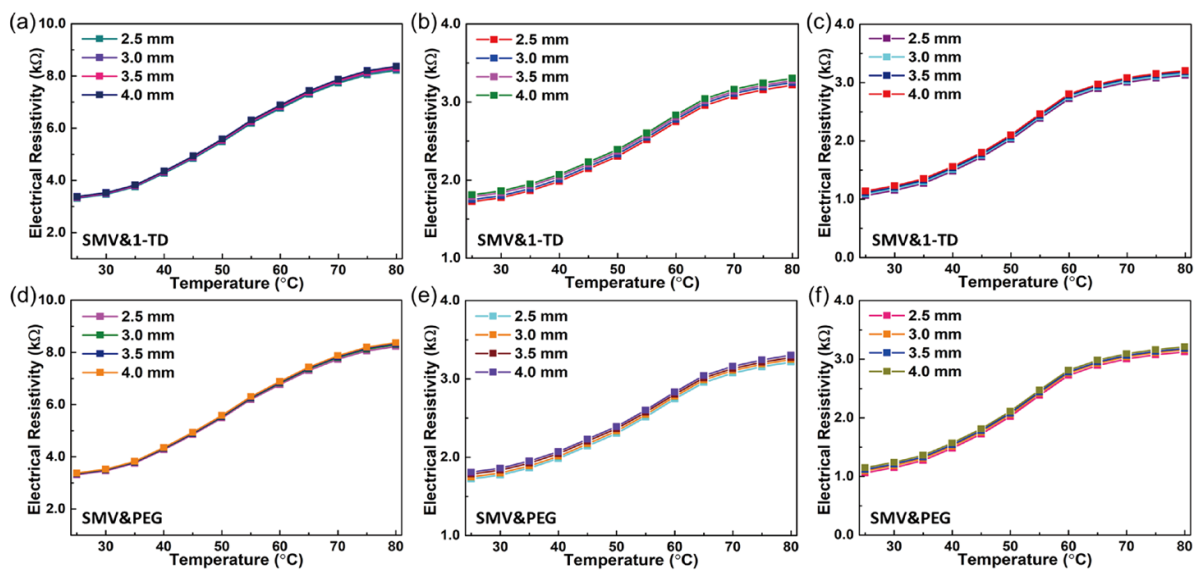 (a)
10.0
8.0
6.0
4.0
2.0
Electrical Resistivity (kΩ)
2.5 mm
3.0 mm
3.5 mm
4.0 mm
SMV&1-TD
30 40 50 60 70 80
Temperature (°C)
(b)
4.0
3.0
2.0
1.0
Electrical Resistivity (kΩ)
2.5 mm
3.0 mm
3.5 mm
4.0 mm
SMV&1-TD
30 40 50 60 70 80
Temperature (°C)
(c)
4.0
3.0
2.0
1.0
0.0
Electrical Resistivity (kΩ)
2.5 mm
3.0 mm
3.5 mm
4.0 mm
SMV&1-TD
30 40 50 60 70 80
Temperature (°C)
(d)
10.0
8.0
6.0
4.0
2.0
Electrical Resistivity (kΩ)
2.5 mm
3.0 mm
3.5 mm
4.0 mm
SMV&PEG
30 40 50 60 70 80
Temperature (°C)
(e)
4.0
3.0
2.0
1.0
Electrical Resistivity (kΩ)
2.5 mm
3.0 mm
3.5 mm
4.0 mm
SMV&PEG
30 40 50 60 70 80
Temperature (°C)
(f)
4.0
3.0
2.0
1.0
0.0
Electrical Resistivity (kΩ)
2.5 mm
3.0 mm
3.5 mm
4.0 mm
SMV&PEG
30 40 50 60 70 80
Temperature (°C)